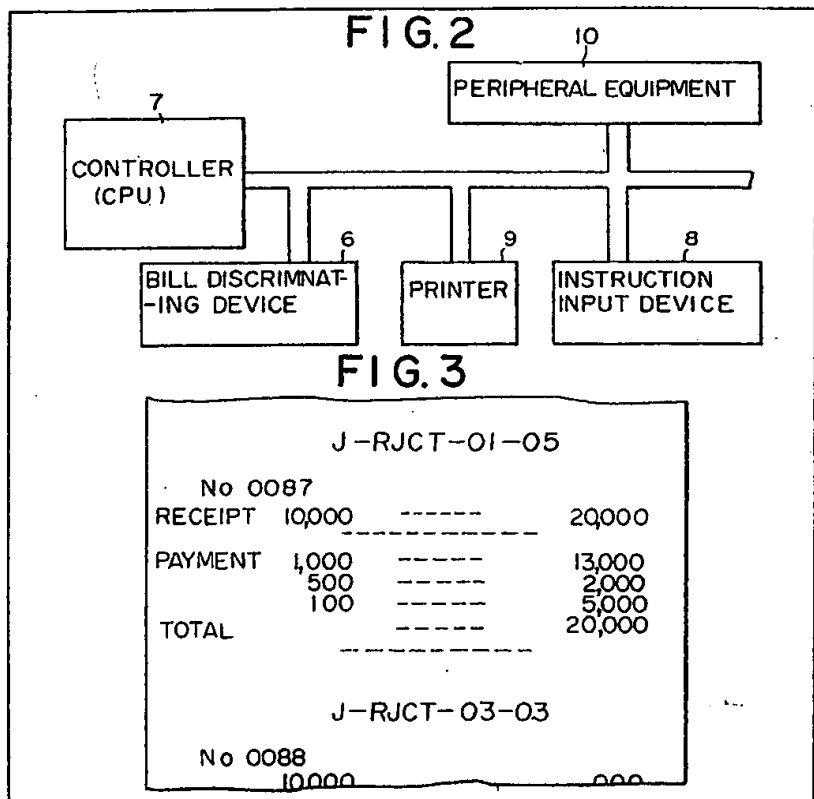 FIG.2
10
PERIPHERAL EQUIPMENT
7
CONTROLLER
(CPU)
6
BILL DISCRIMNAT-
-ING DEVICE
9
PRINTER
8
INSTRUCTION
INPUT DEVICE
FIG.3
J-RJCT-01-05
No 0087
RECEIPT 10,000 ------ 20,000
--------------
PAYMENT 1,000 ------ 13,000
500 ------ 2,000
100 ------ 5,000
TOTAL ------ 20,000
--------------
J-RJCT-03-03
No 0088
10,000 000